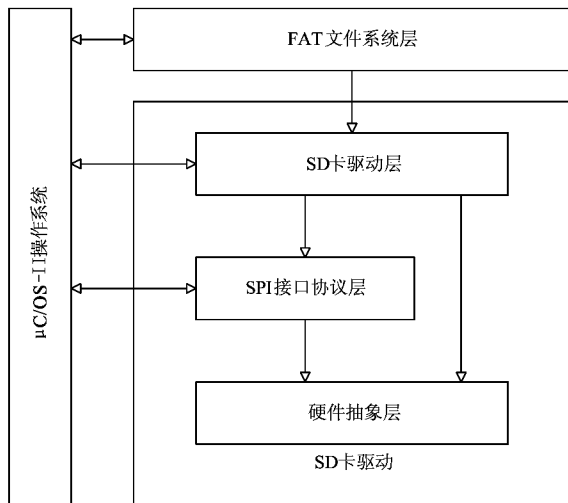 μC/OS-II操作系统
FAT文件系统层
SD卡驱动层
SPI接口协议层
硬件抽象层
SD卡驱动